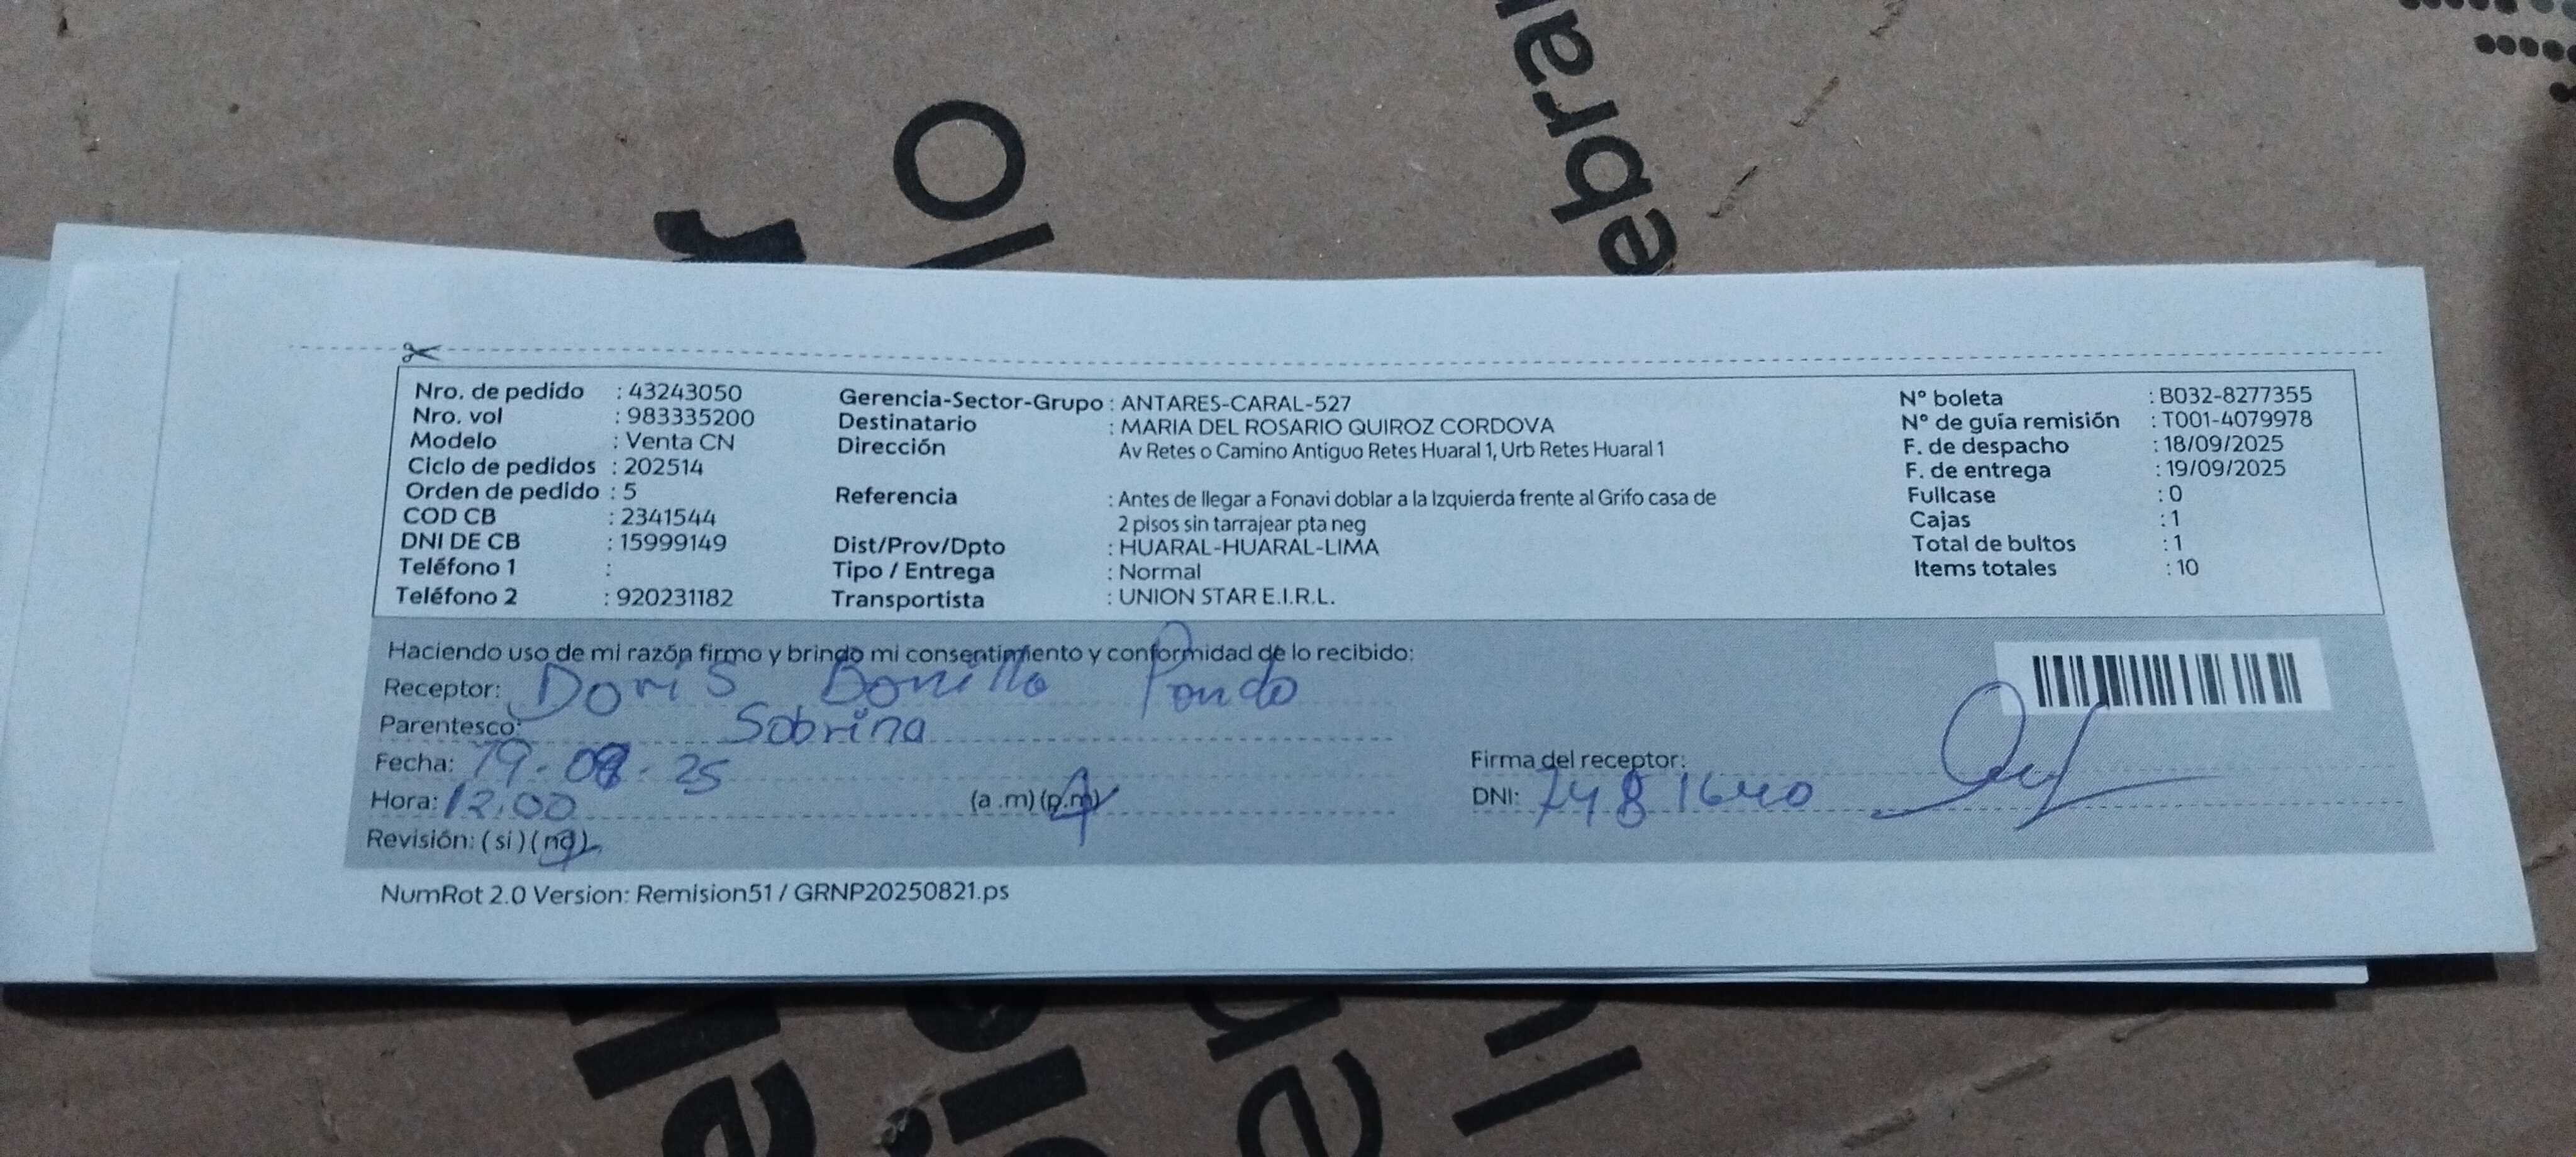 Nro. de pedido : 43243050
Nro. vol : 983335200
Modelo : Venta CN
Ciclo de pedidos : 202514
Orden de pedido : 5
COD CB : 2341544
DNI DE CB : 15999149
Teléfono 1 :
Teléfono 2 : 920231182
Gerencia-Sector-Grupo : ANTARES-CARAL-527
Destinatario : MARIA DEL ROSARIO QUIROZ CORDOVA
Dirección Av Retes o Camino Antiguo Retes Huaral 1, Urb Retes Huaral 1
Referencia : Antes de llegar a Fonavi doblar a la Izquierda frente al Grifo casa de
2 pisos sin tarrajear pta neg
Dist/Prov/Dpto : HUARAL-HUARAL-LIMA
Tipo / Entrega : Normal
Transportista : UNION STAR E.I.R.L.
N° boleta : B032-8277355
N° de guía remisión : T001-4079978
F. de despacho : 18/09/2025
F. de entrega : 19/09/2025
Fullcase : 0
Cajas : 1
Total de bultos : 1
Items totales : 10
Haciendo uso de mi razón firmo y brindo mi consentimiento y conformidad de lo recibido:
Receptor: Doris Bonilla Pando
Parentesco: Sobrina
Fecha: 19-09-25
Hora: 12:00 (a .m) (p.m)
Revisión: ( si ) ( no )
Firma del receptor:
DNI: 7481640
NumRot 2.0 Version: Remision51 / GRNP20250821.ps